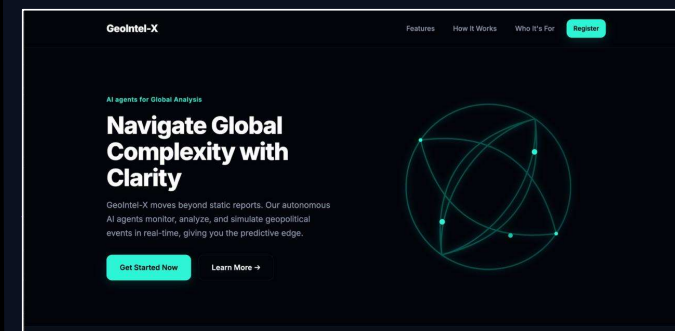 GeoIntel-X
Features How It Works Who It's For Register
AI agents for Global Analysis
Navigate Global
Complexity with
Clarity
GeoIntel-X moves beyond static reports. Our autonomous
AI agents monitor, analyze, and simulate geopolitical
events in real-time, giving you the predictive edge.
Get Started Now Learn More →